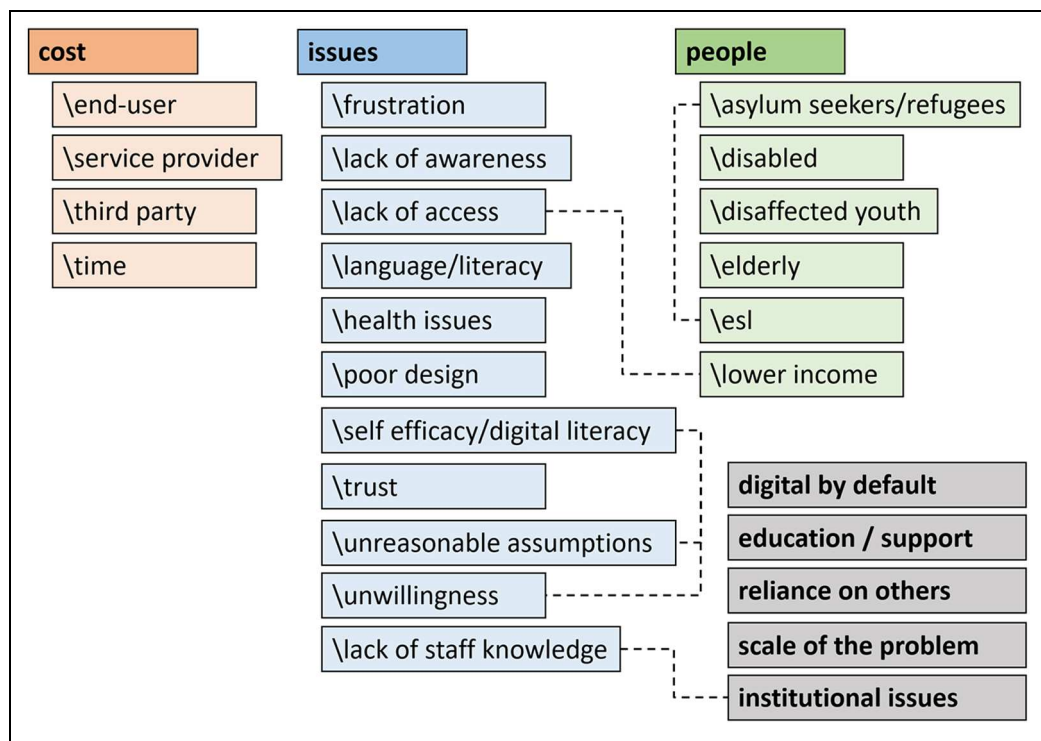 cost
\end-user
\service provider
\third party
\time
issues
\frustration
\lack of awareness
\lack of access
\language/literacy
\health issues
\poor design
\self efficacy/digital literacy
\trust
\unreasonable assumptions
\unwillingness
\lack of staff knowledge
people
\asylum seekers/refugees
\disabled
\disaffected youth
\elderly
\esl
\lower income
digital by default
education / support
reliance on others
scale of the problem
institutional issues